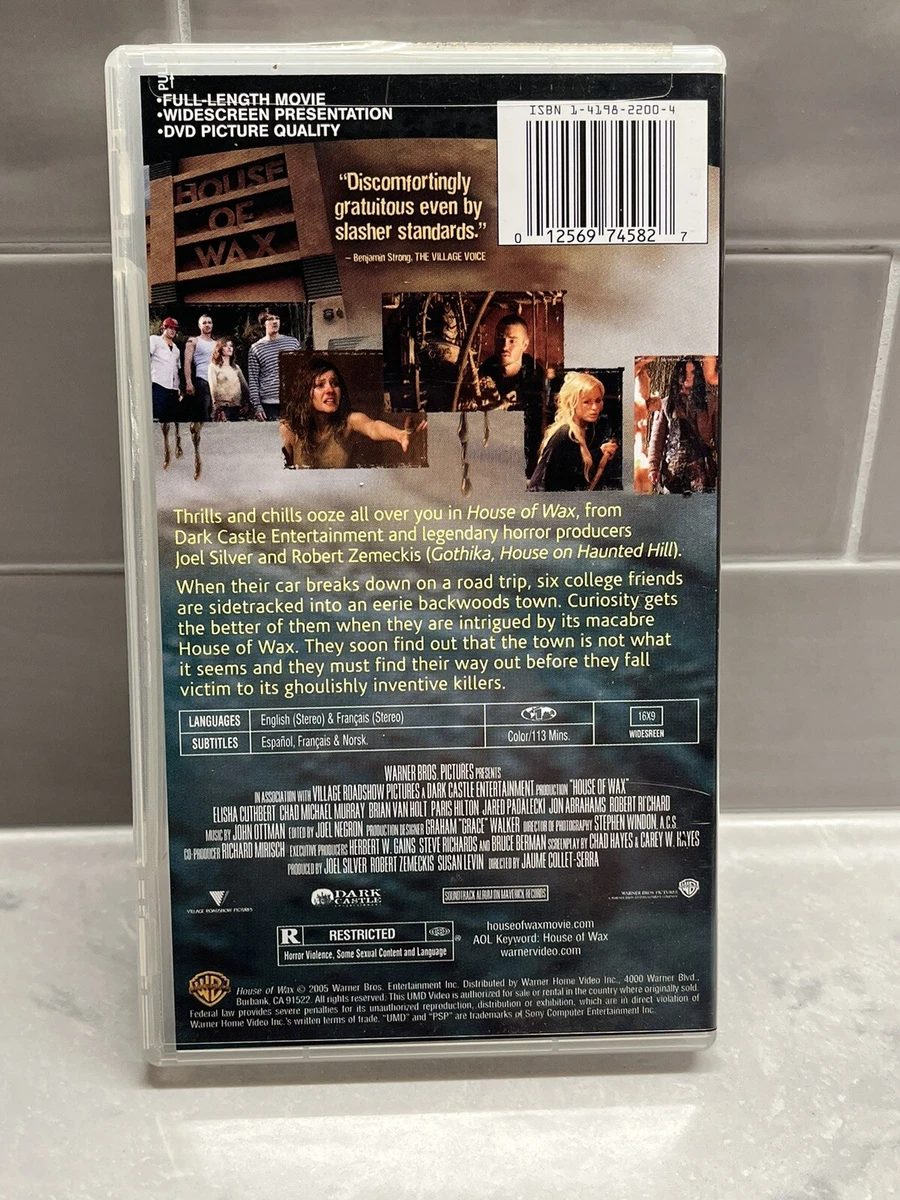 PU
•FULL-LENGTH MOVIE
•WIDESCREEN PRESENTATION
•DVD PICTURE QUALITY
ISBN 1-4198-2200-4
0 12569 74582 7
HOUSE
OF
WAX
“Discomfortingly
gratuitous even by
slasher standards.”
– Benjamin Strong, THE VILLAGE VOICE
Thrills and chills ooze all over you in House of Wax, from
Dark Castle Entertainment and legendary horror producers
Joel Silver and Robert Zemeckis (Gothika, House on Haunted Hill).
When their car breaks down on a road trip, six college friends
are sidetracked into an eerie backwoods town. Curiosity gets
the better of them when they are intrigued by its macabre
House of Wax. They soon find out that the town is not what
it seems and they must find their way out before they fall
victim to its ghoulishly inventive killers.
LANGUAGES English (Stereo) & Français (Stereo)
SUBTITLES Español, Français & Norsk.
Color/113 Mins.
16X9
WIDESCREEN
WARNER BROS. PICTURES PRESENTS
IN ASSOCIATION WITH VILLAGE ROADSHOW PICTURES A DARK CASTLE ENTERTAINMENT PRODUCTION "HOUSE OF WAX"
ELISHA CUTHBERT CHAD MICHAEL MURRAY BRIAN VAN HOLT PARIS HILTON JARED PADALECKI JON ABRAHAMS ROBERT RI'CHARD
MUSIC BY JOHN OTTMAN EDITED BY JOEL NEGRON PRODUCTION DESIGNER GRAHAM "GRACE" WALKER DIRECTOR OF PHOTOGRAPHY STEPHEN WINDON, A.C.S.
CO-PRODUCER RICHARD MIRISCH EXECUTIVE PRODUCERS HERBERT W. GAINS STEVE RICHARDS AND BRUCE BERMAN SCREENPLAY BY CHAD HAYES & CAREY W. HAYES
PRODUCED BY JOEL SILVER ROBERT ZEMECKIS SUSAN LEVIN DIRECTED BY JAUME COLLET-SERRA
VILLAGE ROADSHOW PICTURES
DARK
CASTLE
ENTERTAINMENT
SOUNDTRACK ALBUM ON MAVERICK RECORDS
WARNER BROS. PICTURES
A WARNER BROS. ENTERTAINMENT COMPANY
R RESTRICTED ®
Horror Violence, Some Sexual Content and Language
houseofwaxmovie.com
AOL Keyword: House of Wax
warnervideo.com
House of Wax © 2005 Warner Bros. Entertainment Inc. Distributed by Warner Home Video Inc., 4000 Warner Blvd.,
Burbank, CA 91522. All rights reserved. This UMD Video is authorized for sale or rental in the country where originally sold.
Federal law provides severe penalties for its unauthorized reproduction, distribution or exhibition, which are in direct violation of
Warner Home Video Inc.'s written terms of trade. "UMD" and "PSP" are trademarks of Sony Computer Entertainment Inc.